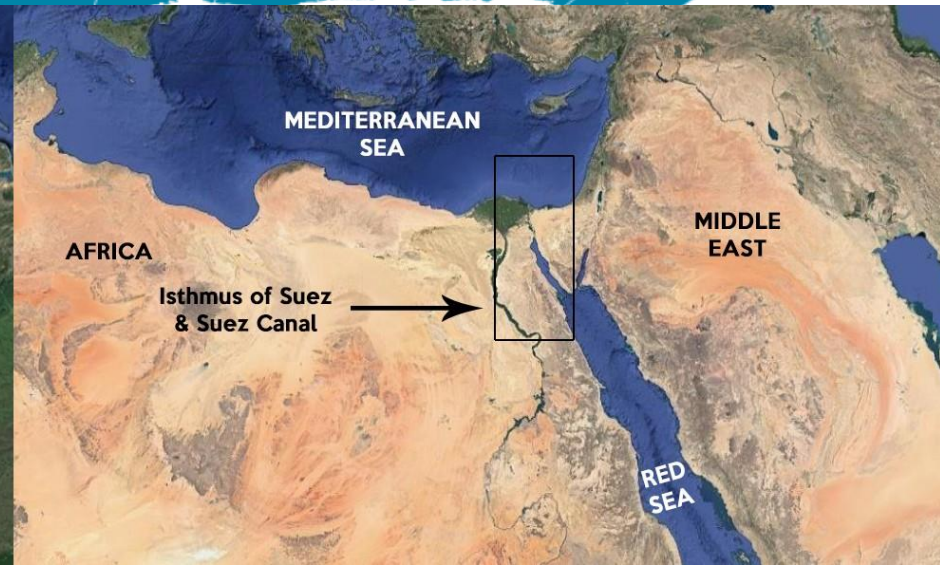 MEDITERRANEAN
SEA
AFRICA
MIDDLE
EAST
Isthmus of Suez
& Suez Canal
RED
SEA